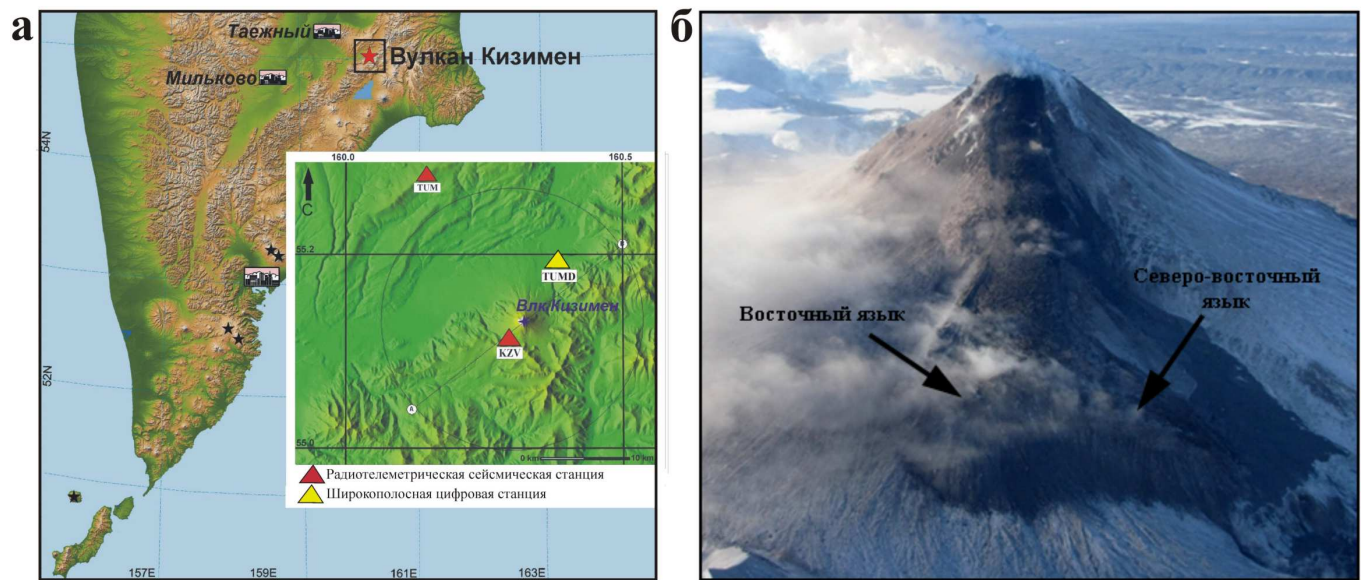 а
Таежный
Вулкан Кизимен
Мильково
54N
52N
157E
159E
161E
163E
160.0
160.5
55.2
55.0
С
TUM
TUMD
Влк.Кизимен
KZV
A
B
0 km
10 km
Радиотелеметрическая сейсмическая станция
Широкополосная цифровая станция
б
Восточный язык
Северо-восточный
язык